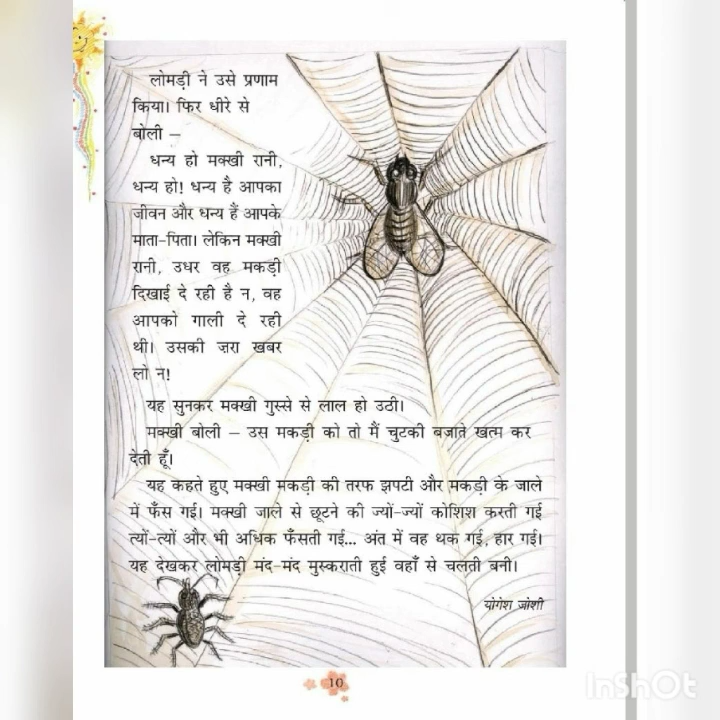 लोमड़ी ने उसे प्रणाम
किया। फिर धीरे से
बोली –
धन्य हो मक्खी रानी,
धन्य हो! धन्य है आपका
जीवन और धन्य हैं आपके
माता-पिता। लेकिन मक्खी
रानी, उधर वह मकड़ी
दिखाई दे रही है न, वह
आपको गाली दे रही
थी। उसकी ज़रा खबर
लो न!
यह सुनकर मक्खी गुस्से से लाल हो उठी।
मक्खी बोली – उस मकड़ी को तो मैं चुटकी बजाते खत्म कर
देती हूँ।
यह कहते हुए मक्खी मकड़ी की तरफ झपटी और मकड़ी के जाले
में फँस गई। मक्खी जाले से छूटने की ज्यों-ज्यों कोशिश करती गई
त्यों-त्यों और भी अधिक फँसती गई... अंत में वह थक गई, हार गई।
यह देखकर लोमड़ी मंद-मंद मुस्कराती हुई वहाँ से चलती बनी।
योगेश जोशी
10
InShOt